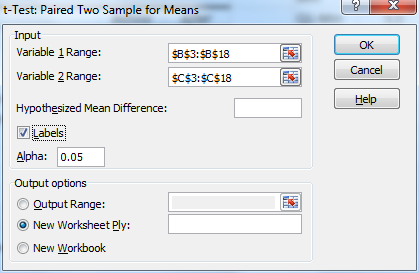 t-Test: Paired Two Sample for Means
Input
Variable 1 Range: $B$3:$B$18
Variable 2 Range: $C$3:$C$18
Hypothesized Mean Difference:
Labels
Alpha: 0.05
OK
Cancel
Help
Output options
Output Range:
New Worksheet Ply:
New Workbook